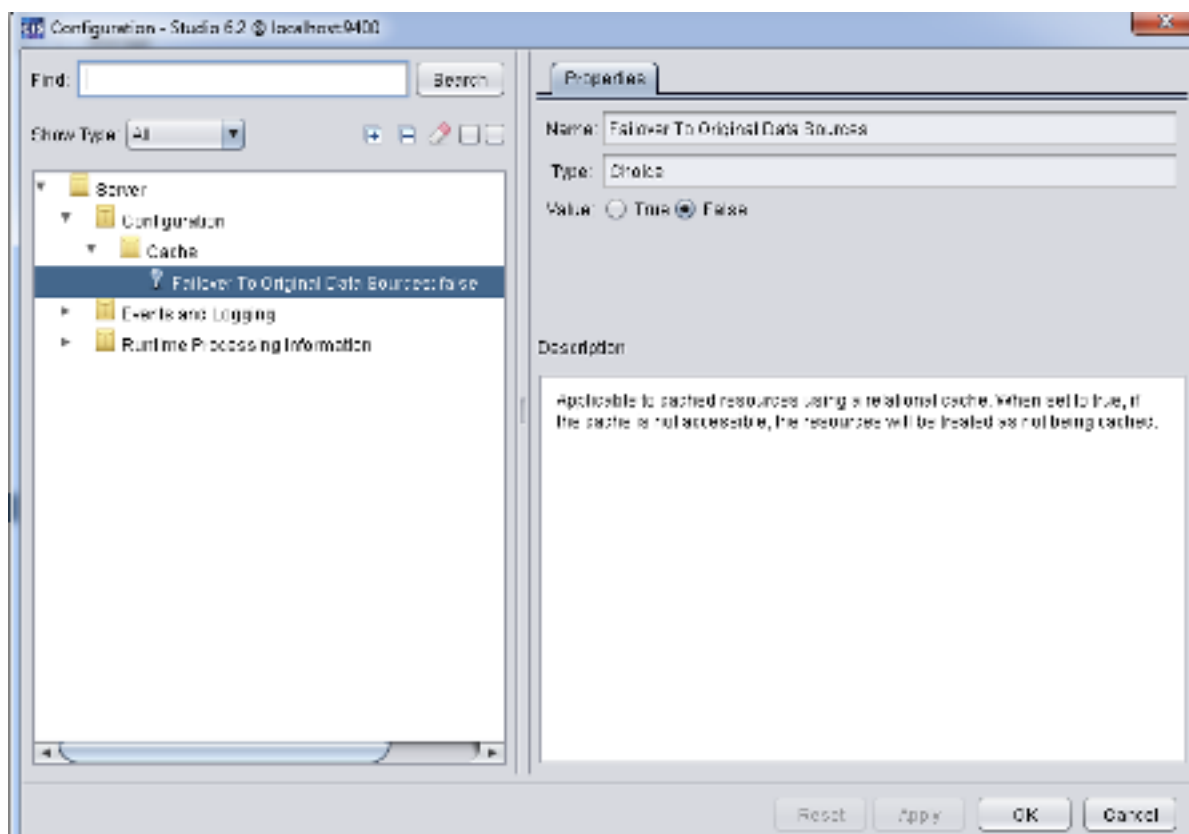 Configuration - Studio 6.2 @ localhost:9400
Find:
Search
Show Type: All
Server
Configuration
Cache
Failover To Original Data Sources: false
Events and Logging
Runtime Processing Information
Properties
Name: Failover To Original Data Sources
Type: Choice
Value: True False
Description
Applicable to cached resources using a relational cache. When set to true, if
the cache is not accessible, the resources will be treated as not being cached.
Reset
Apply
OK
Cancel